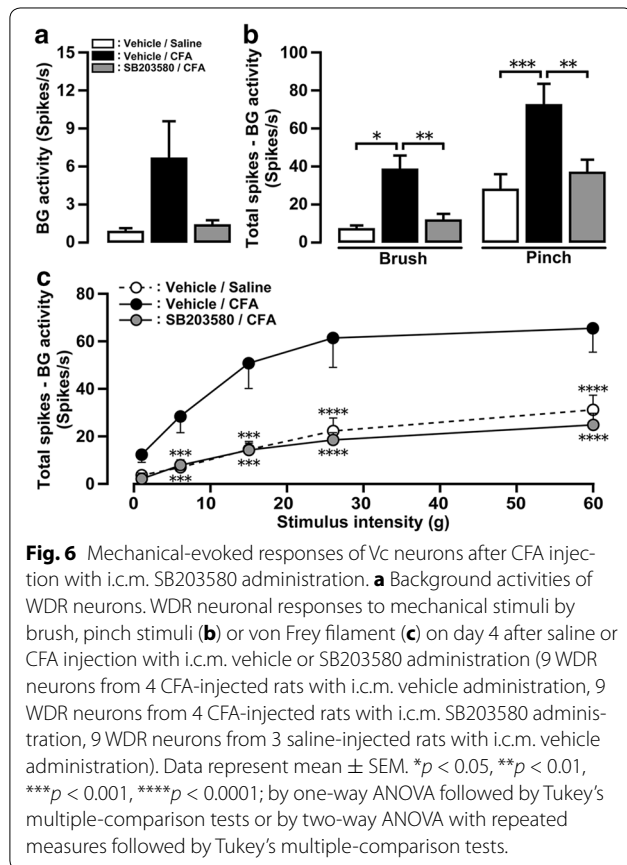 a
BG activity (Spikes/s)
15
12
9
6
3
0
: Vehicle / Saline
: Vehicle / CFA
: SB203580 / CFA
b
Total spikes - BG activity
(Spikes/s)
100
80
60
40
20
0
*
**
***
**
Brush
Pinch
c
Total spikes - BG activity
(Spikes/s)
80
60
40
20
0
: Vehicle / Saline
: Vehicle / CFA
: SB203580 / CFA
***
***
***
***
****
****
****
****
0 10 20 30 40 50 60
Stimulus intensity (g)
Fig. 6 Mechanical-evoked responses of Vc neurons after CFA injec-
tion with i.c.m. SB203580 administration. a Background activities of
WDR neurons. WDR neuronal responses to mechanical stimuli by
brush, pinch stimuli (b) or von Frey filament (c) on day 4 after saline or
CFA injection with i.c.m. vehicle or SB203580 administration (9 WDR
neurons from 4 CFA-injected rats with i.c.m. vehicle administration, 9
WDR neurons from 4 CFA-injected rats with i.c.m. SB203580 adminis-
tration, 9 WDR neurons from 3 saline-injected rats with i.c.m. vehicle
administration). Data represent mean ± SEM. *p < 0.05, **p < 0.01,
***p < 0.001, ****p < 0.0001; by one-way ANOVA followed by Tukey's
multiple-comparison tests or by two-way ANOVA with repeated
measures followed by Tukey's multiple-comparison tests.